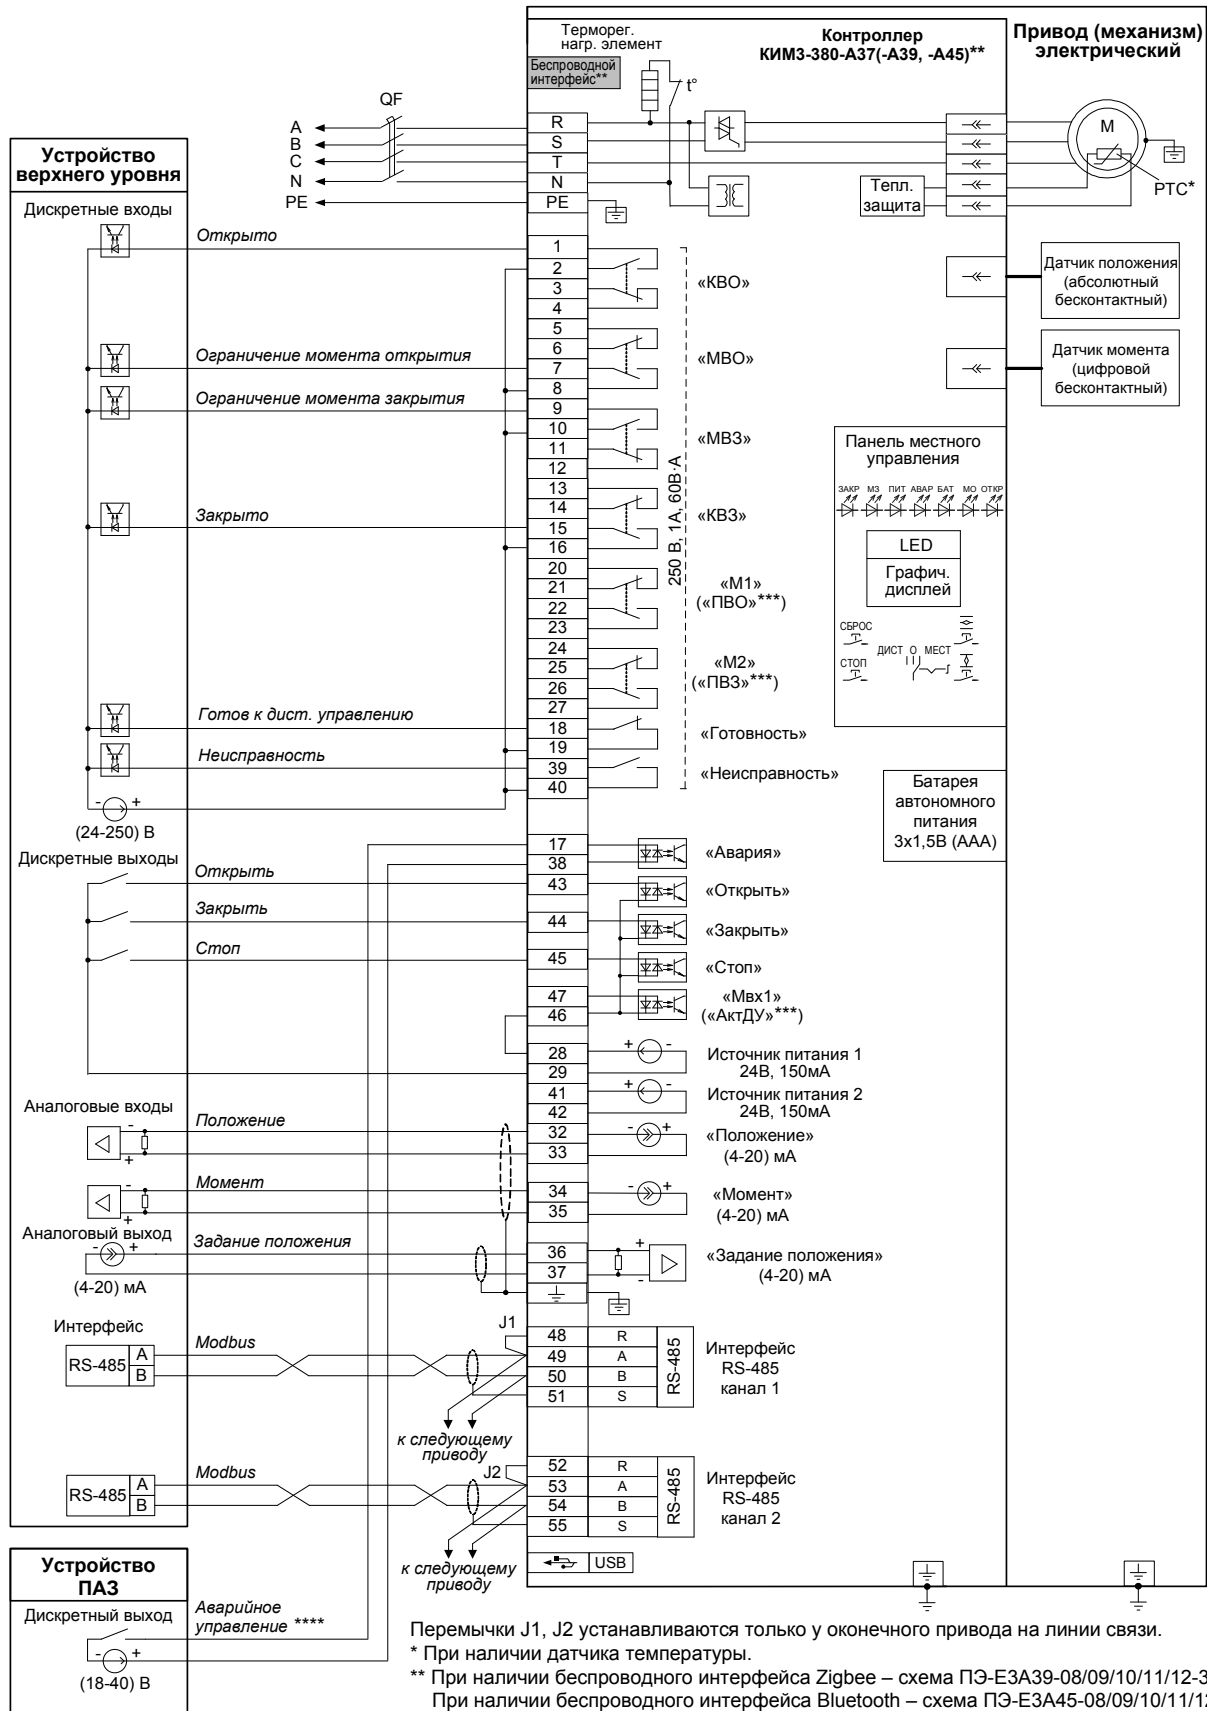 Терморег.
нагр. элемент
Беспроводной
интерфейс**
Контроллер
КИМ3-380-А37(-А39, -А45)**
Привод (механизм)
электрический
t°
QF
A
B
C
N
PE
R
S
T
N
PE
M
PTC*
Тепл.
защита
Устройство
верхнего уровня
Дискретные входы
Открыто
Ограничение момента открытия
Ограничение момента закрытия
Закрыто
Готов к дист. управлению
Неисправность
- +
(24-250) В
1
2
3
4
«КВО»
5
6
7
8
«МВО»
9
10
11
12
«МВЗ»
13
14
15
16
«КВЗ»
20
21
22
23
«М1»
(«ПВО»***)
24
25
26
27
«М2»
(«ПВЗ»***)
18
19
«Готовность»
39
40
«Неисправность»
250 В, 1А, 60В·А
Датчик положения
(абсолютный
бесконтактный)
Датчик момента
(цифровой
бесконтактный)
Панель местного
управления
ЗАКР МЗ ПИТ АВАР БАТ МО ОТКР
LED
Графич.
дисплей
СБРОС
СТОП
ДИСТ О МЕСТ
Батарея
автономного
питания
3х1,5В (ААА)
Дискретные выходы
Открыть
Закрыть
Стоп
17
38
«Авария»
43
«Открыть»
44
«Закрыть»
45
«Стоп»
47
46
«Мвх1»
(«АктДУ»***)
28
29
+ -
Источник питания 1
24В, 150мА
41
42
+ -
Источник питания 2
24В, 150мА
Аналоговые входы
- +
Положение
32
33
- +
«Положение»
(4-20) мА
- +
Момент
34
35
- +
«Момент»
(4-20) мА
Аналоговый выход
- +
(4-20) мА
Задание положения
36
37
+ -
«Задание положения»
(4-20) мА
Интерфейс
RS-485
A
B
Modbus
J1
48 R
49 A
50 B
51 S
RS-485
Интерфейс
RS-485
канал 1
к следующему
приводу
RS-485
A
B
Modbus
J2
52 R
53 A
54 B
55 S
RS-485
Интерфейс
RS-485
канал 2
к следующему
приводу
USB
Устройство
ПАЗ
Дискретный выход
- +
(18-40) В
Аварийное
управление ****
Перемычки J1, J2 устанавливаются только у оконечного привода на линии связи.
* При наличии датчика температуры.
** При наличии беспроводного интерфейса Zigbee – схема ПЭ-Е3А39-08/09/10/11/12-3
При наличии беспроводного интерфейса Bluetooth – схема ПЭ-Е3А45-08/09/10/11/1